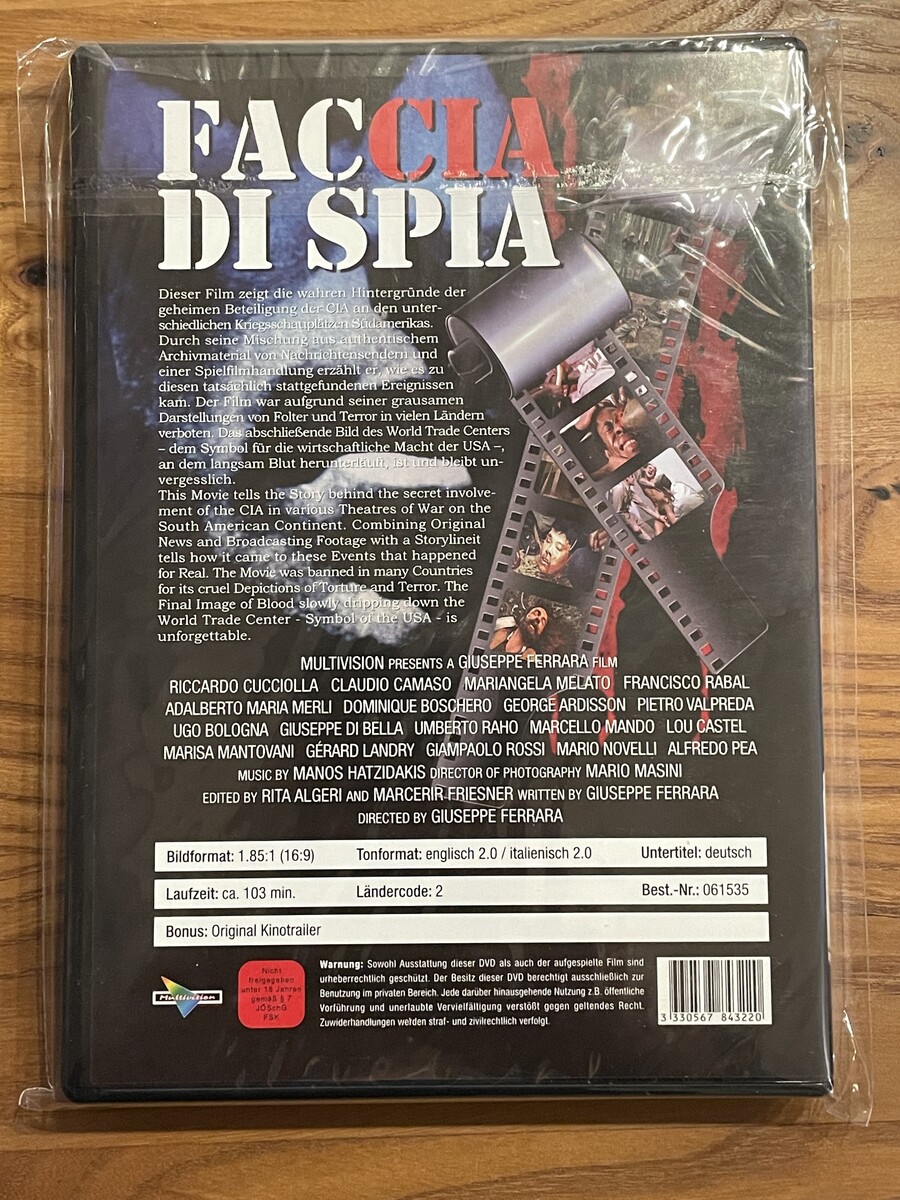 FACCIA
DI SPIA
Dieser Film zeigt die wahren Hintergründe der
geheimen Beteiligung der CIA an den unter-
schiedlichen Kriegsschauplätzen Südamerikas.
Durch seine Mischung aus authentischem
Archivmaterial von Nachrichtensendern und
einer Spielfilmhandlung erzählt er, wie es zu
diesen tatsächlich stattgefundenen Ereignissen
kam. Der Film war aufgrund seiner grausamen
Darstellungen von Folter und Terror in vielen Ländern
verboten. Das abschließende Bild des World Trade Centers
– dem Symbol für die wirtschaftliche Macht der USA –,
an dem langsam Blut herunterläuft, ist und bleibt un-
vergesslich.
This Movie tells the Story behind the secret involve-
ment of the CIA in various Theatres of War on the
South American Continent. Combining Original
News and Broadcasting Footage with a Storylineit
tells how it came to these Events that happened
for Real. The Movie was banned in many Countries
for its cruel Depictions of Torture and Terror. The
Final Image of Blood slowly dripping down the
World Trade Center - Symbol of the USA - is
unforgettable.
MULTIVISION PRESENTS A GIUSEPPE FERRARA FILM
RICCARDO CUCCIOLLA CLAUDIO CAMASO MARIANGELA MELATO FRANCISCO RABAL
ADALBERTO MARIA MERLI DOMINIQUE BOSCHERO GEORGE ARDISSON PIETRO VALPREDA
UGO BOLOGNA GIUSEPPE DI BELLA UMBERTO RAHO MARCELLO MANDO LOU CASTEL
MARISA MANTOVANI GÉRARD LANDRY GIAMPAOLO ROSSI MARIO NOVELLI ALFREDO PEA
MUSIC BY MANOS HATZIDAKIS DIRECTOR OF PHOTOGRAPHY MARIO MASINI
EDITED BY RITA ALGERI AND MARCERIR FRIESNER WRITTEN BY GIUSEPPE FERRARA
DIRECTED BY GIUSEPPE FERRARA
Bildformat: 1.85:1 (16:9) Tonformat: englisch 2.0 / italienisch 2.0 Untertitel: deutsch
Laufzeit: ca. 103 min. Ländercode: 2 Best.-Nr.: 061535
Bonus: Original Kinotrailer
Multivision
Nicht
freigegeben
unter 18 Jahren
gemäß § 7
JÖSchG
FSK
Warnung: Sowohl Ausstattung dieser DVD als auch der aufgespielte Film sind
urheberrechtlich geschützt. Der Besitz dieser DVD berechtigt ausschließlich zur
Benutzung im privaten Bereich. Jede darüber hinausgehende Nutzung z.B. öffentliche
Vorführung und unerlaubte Vervielfältigung verstößt gegen geltendes Recht.
Zuwiderhandlungen werden straf- und zivilrechtlich verfolgt.
3 330567 843220